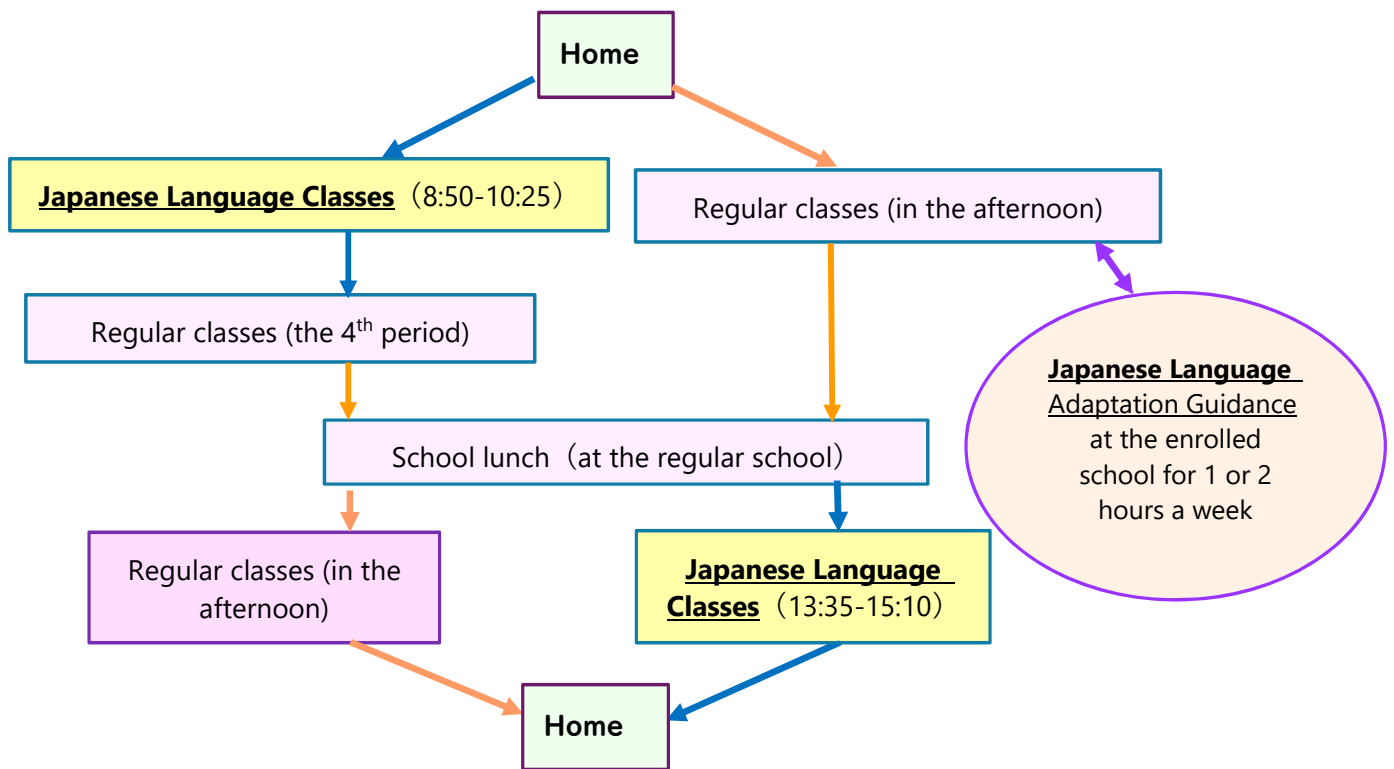 Home
Japanese Language Classes（8:50-10:25）
Regular classes (in the afternoon)
Regular classes (the 4th period)
Japanese Language
Adaptation Guidance
at the enrolled
school for 1 or 2
hours a week
School lunch（at the regular school）
Regular classes (in the
afternoon)
Japanese Language
Classes（13:35-15:10）
Home